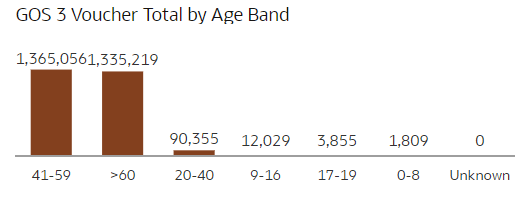 GOS 3 Voucher Total by Age Band
1,365,056 1,335,219
90,355 12,029 3,855 1,809 0
41-59 >60 20-40 9-16 17-19 0-8 Unknown